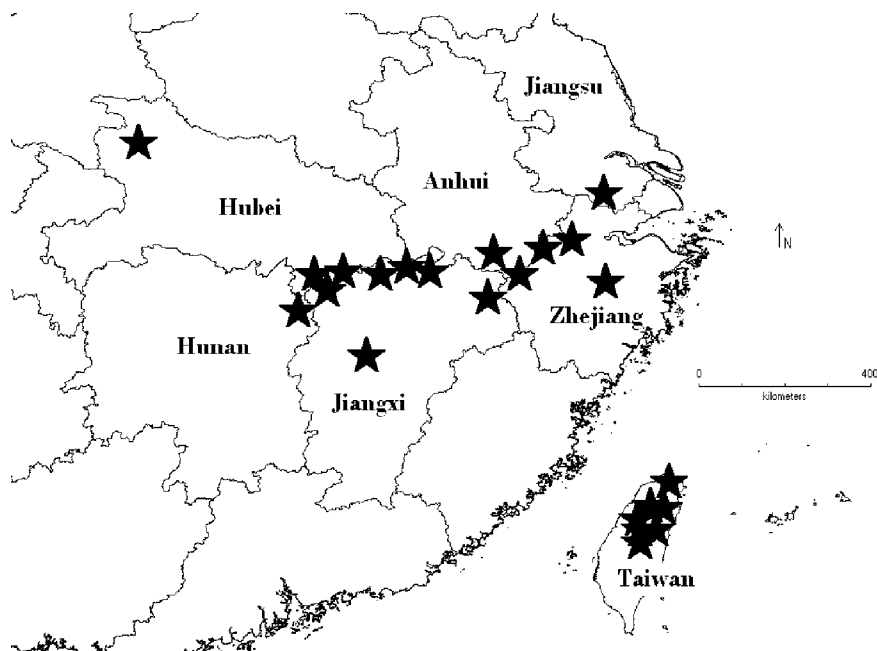 Jiangsu
Anhui
Hubei
N
Zhejiang
Hunan
Jiangxi
0 400
kilometers
Taiwan